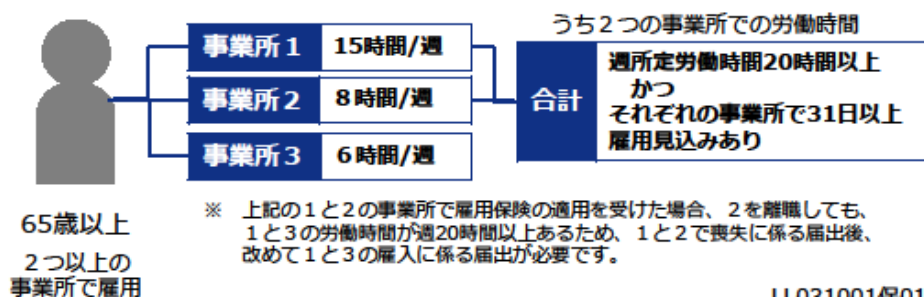 うち２つの事業所での労働時間
事業所１ 15時間/週
事業所２ ８時間/週
事業所３ ６時間/週
合計
週所定労働時間20時間以上
かつ
それぞれの事業所で31日以上
雇用見込みあり
65歳以上
２つ以上の
事業所で雇用
※ 上記の１と２の事業所で雇用保険の適用を受けた場合、２を離職しても、
１と３の労働時間が週20時間以上あるため、１と２で喪失に係る届出後、
改めて１と３の雇入に係る届出が必要です。